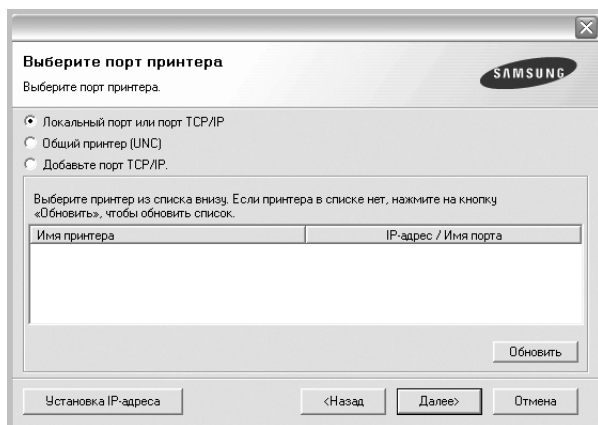 Выберите порт принтера
Выберите порт принтера.
SAMSUNG
Локальный порт или порт TCP/IP
Общий принтер (UNC)
Добавьте порт TCP/IP.
Выберите принтер из списка внизу. Если принтера в списке нет, нажмите на кнопку
«Обновить», чтобы обновить список.
Имя принтера IP-адрес / Имя порта
Обновить
Установка IP-адреса <Назад Далее> Отмена